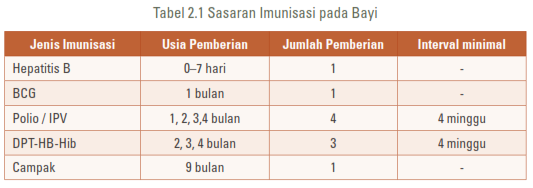 Tabel 2.1 Sasaran Imunisasi pada Bayi
Jenis Imunisasi Usia Pemberian Jumlah Pemberian Interval minimal
Hepatitis B 0–7 hari 1 -
BCG 1 bulan 1 -
Polio / IPV 1, 2, 3,4 bulan 4 4 minggu
DPT-HB-Hib 2, 3, 4 bulan 3 4 minggu
Campak 9 bulan 1 -